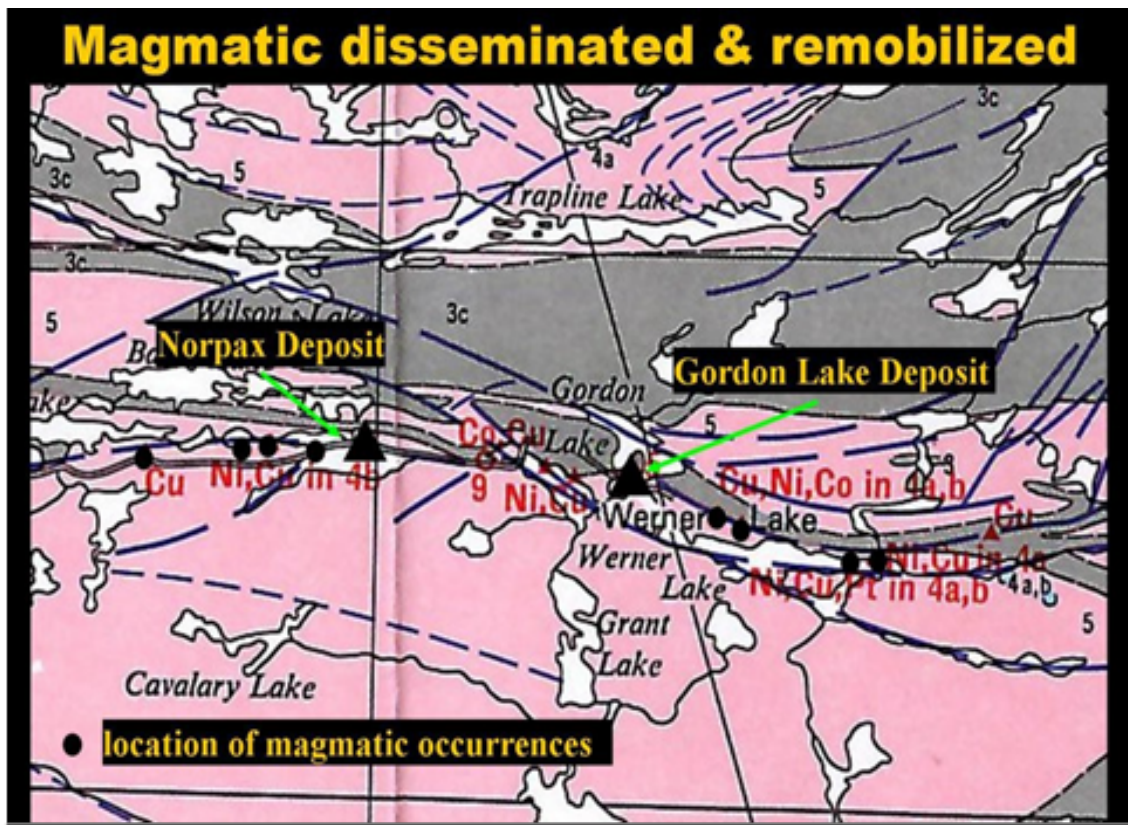 Magmatic disseminated & remobilized
3c
4a
5
3c
Trapline Lake
5
3c
3c
5
Wilson Lake
Norpax Deposit
Gordon Lake Deposit
Gordon
Lake
5
Co,Cu
9
Ni,Cu
Cu
Ni,Cu in 4b
Cu,Ni,Co in 4a,b
Werner Lake
Cu
Ni,Cu in 4a
Werner
Lake
Ni,Cu,Pt in 4a,b
4a,b
5
Grant
Lake
Cavalary Lake
location of magmatic occurrences